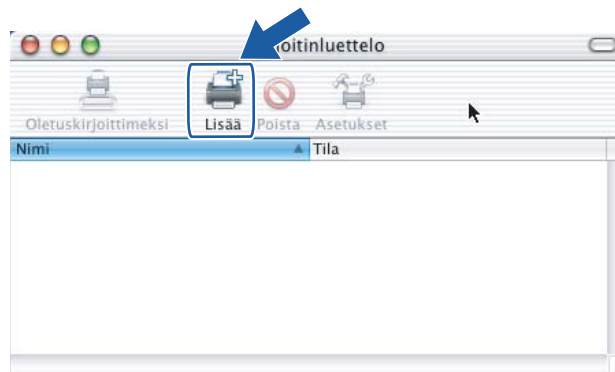 oitinluettelo
Oletuskirjoittimeksi Lisää Poista Asetukset
Nimi Tila